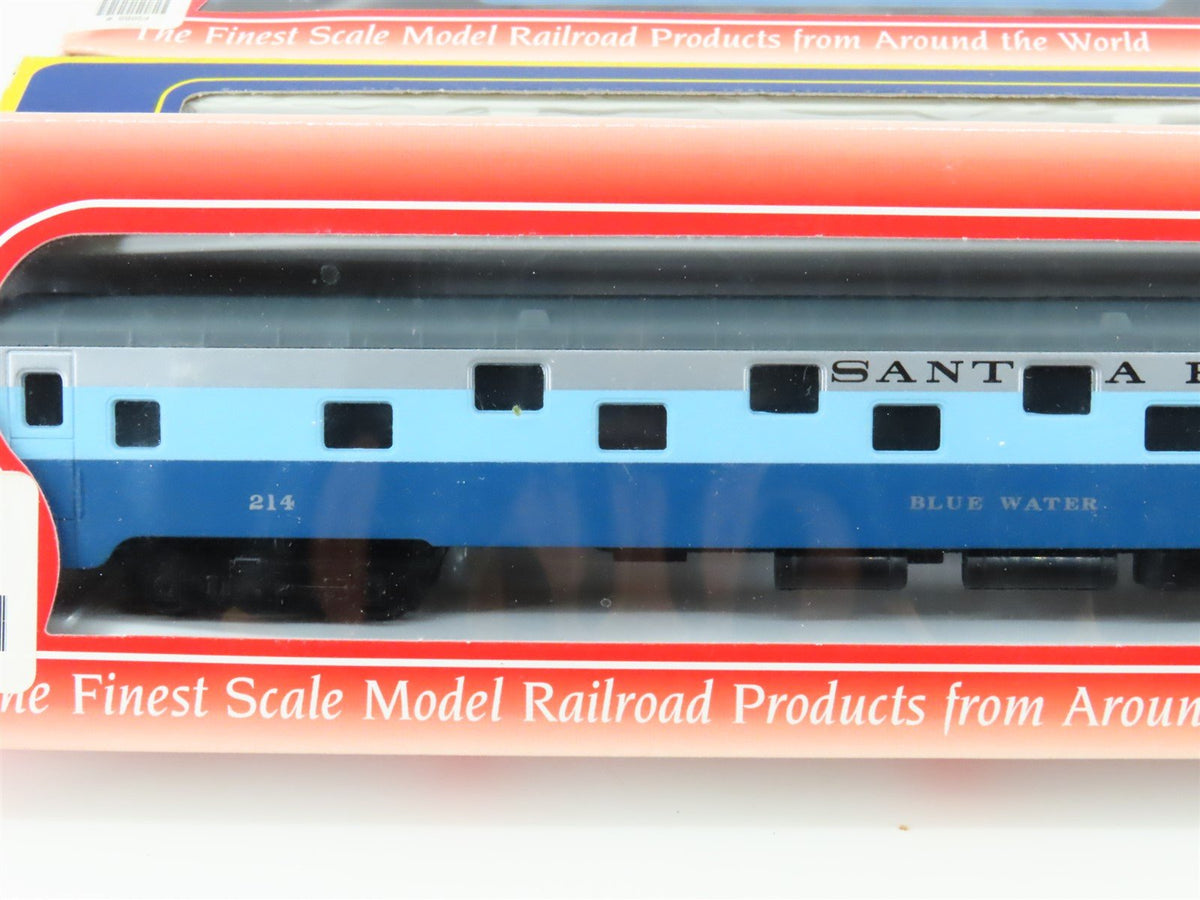 The Finest Scale Model Railroad Products from Around the World
SANT A
214
BLUE WATER
Finest Scale Model Railroad Products from Aroun